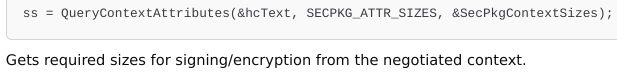 ss = QueryContextAttributes(&hcText, SECPKG_ATTR_SIZES, &SecPkgContextSizes);
Gets required sizes for signing/encryption from the negotiated context.